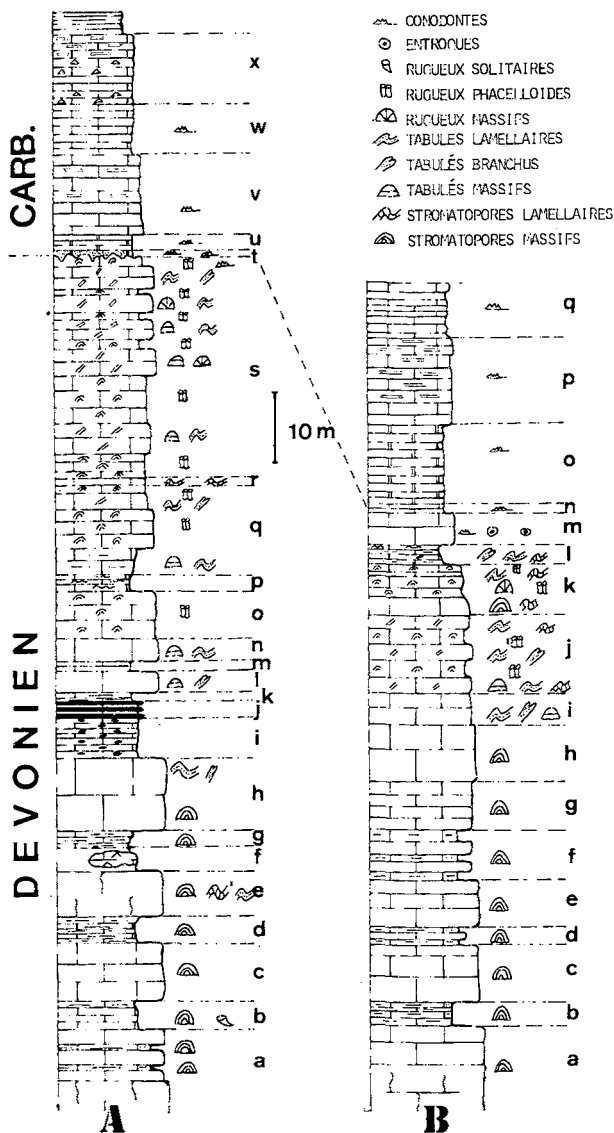 CONODONTES
ENTROQUES
RUGUEUX SOLITAIRES
RUGUEUX PHACELLOIDES
RUGUEUX MASSIFS
TABULES LAMELLAIRES
TABULÉS BRANCHUS
TABULÉS MASSIFS
STROMATOPORES LAMELLAIRES
STROMATOPORES MASSIFS
CARB.
DEVONIEN
x
w
v
u
t
s
r
q
p
o
n
m
l
k
j
i
h
g
f
e
d
c
b
a
A
10 m
q
p
o
n
m
l
k
j
i
h
g
f
e
d
c
b
a
B